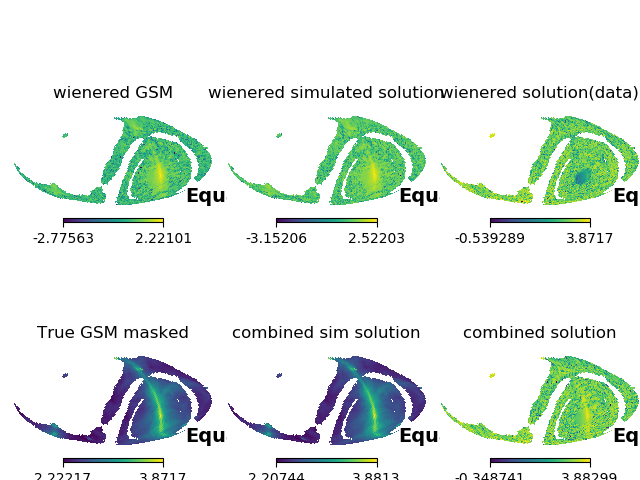 wienered GSM
wienered simulated solution
wienered solution(data)
Equ
Equ
Eq
-2.77563 2.22101
-3.15206 2.52203
-0.539289 3.8717
True GSM masked
combined sim solution
combined solution
Equ
Equ
Eq
2.22217 3.8717
2.20744 3.8813
-0.348741 3.88299